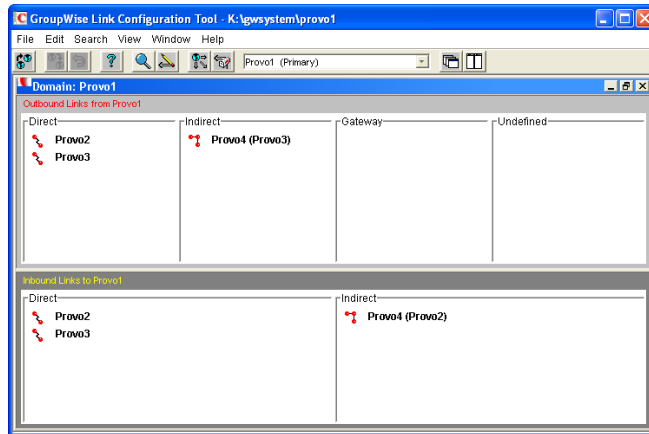 GroupWise Link Configuration Tool - K:\gwsystem\provo1
File Edit Search View Window Help
Provo1 (Primary)
Domain: Provo1
Outbound Links from Provo1
Direct Indirect Gateway Undefined
Provo2 Provo4 (Provo3)
Provo3
Inbound Links to Provo1
Direct Indirect
Provo2 Provo4 (Provo2)
Provo3